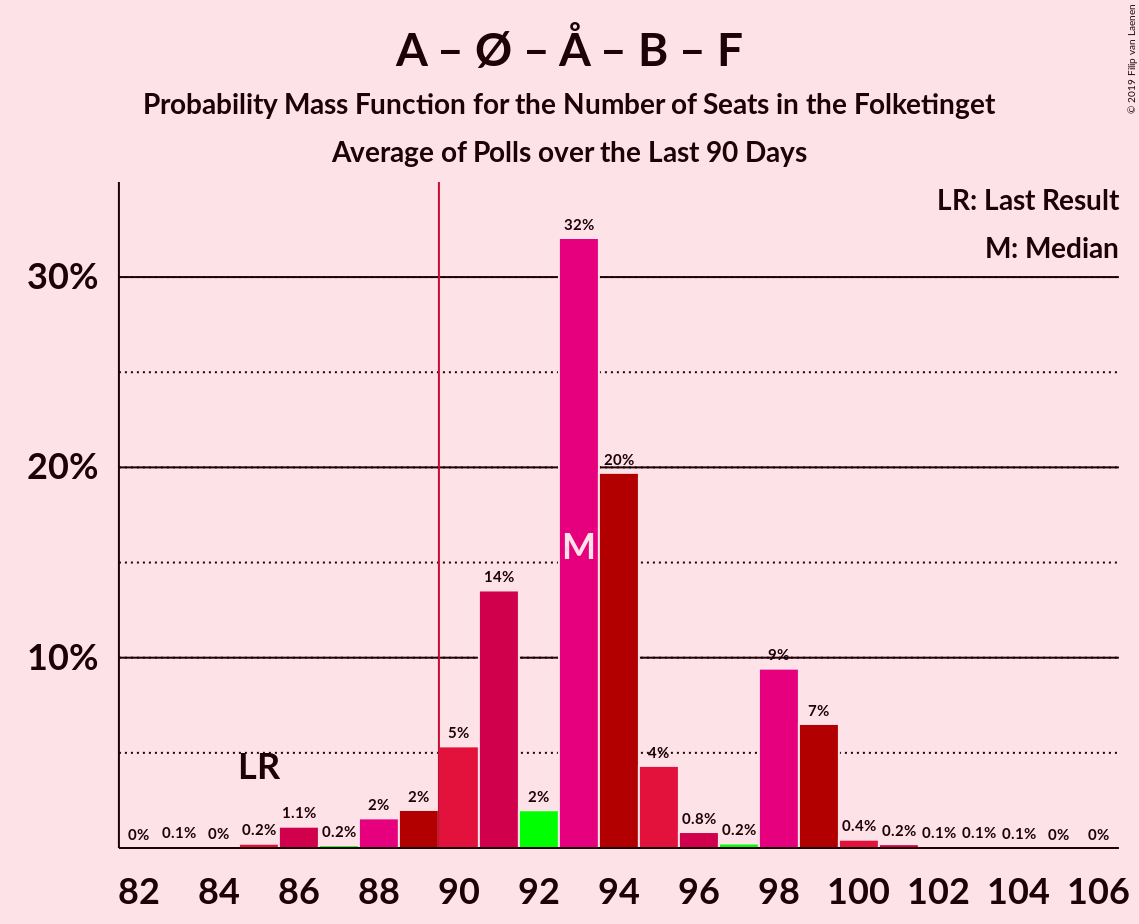 A – Ø – Å – B – F
Probability Mass Function for the Number of Seats in the Folketinget
Average of Polls over the Last 90 Days
© 2019 Filip van Laenen
LR: Last Result
M: Median
30%
20%
10%
0% 0.1% 0% 0.2% 1.1% 0.2% 2% 2% 5% 14% 2% 32% 20% 4% 0.8% 0.2% 9% 7% 0.4% 0.2% 0.1% 0.1% 0.1% 0% 0%
LR
M
82 84 86 88 90 92 94 96 98 100 102 104 106